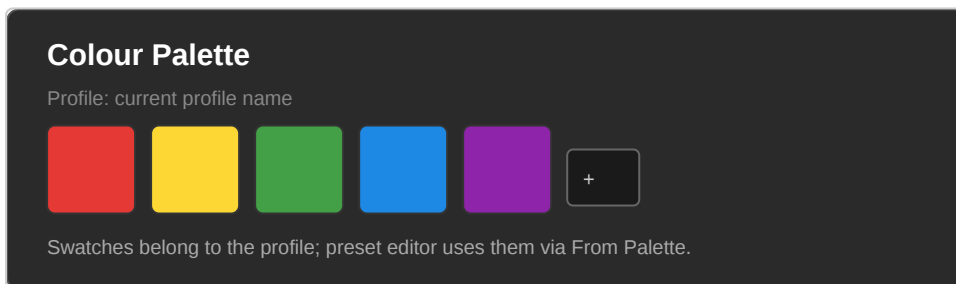 Colour Palette
Profile: current profile name
+
Swatches belong to the profile; preset editor uses them via From Palette.